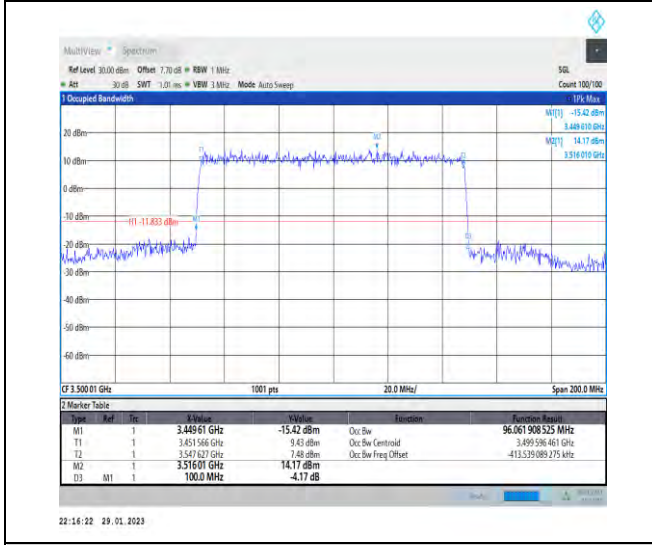 MultiView Spectrum
Ref Level 30.00 dBm Offset 7.70 dB RBW 1 MHz SGL
Att 30 dB SWT 1.01 ms VBW 3 MHz Mode Auto Sweep Count 100/100
1 Occupied Bandwidth 1Pk Max
M1[1] -15.42 dBm
3.449 610 GHz
M2[1] 14.17 dBm
3.516 010 GHz
20 dBm
M2
T1
T2
10 dBm
0 dBm
-10 dBm
H1 -11.833 dBm
M1
D3
-20 dBm
-30 dBm
-40 dBm
-50 dBm
-60 dBm
CF 3.500 01 GHz 1001 pts 20.0 MHz/ Span 200.0 MHz
2 Marker Table
Type Ref Trc X-Value Y-Value Function Function Result
M1 1 3.449 61 GHz -15.42 dBm Occ Bw 96.061 908 525 MHz
T1 1 3.451 566 GHz 9.43 dBm Occ Bw Centroid 3.499 596 461 GHz
T2 1 3.547 627 GHz 7.48 dBm Occ Bw Freq Offset -413.539 089 275 kHz
M2 1 3.516 01 GHz 14.17 dBm
D3 M1 1 100.0 MHz -4.17 dB
22:16:22 29.01.2023